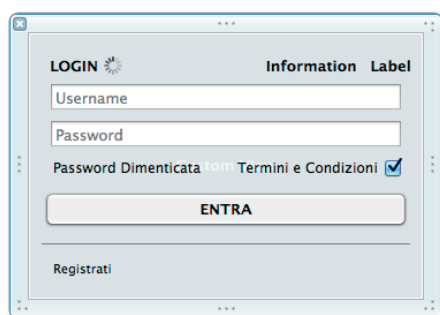 LOGIN Information Label
Username
Password
Password Dimenticata Termini e Condizioni
ENTRA
Registrati